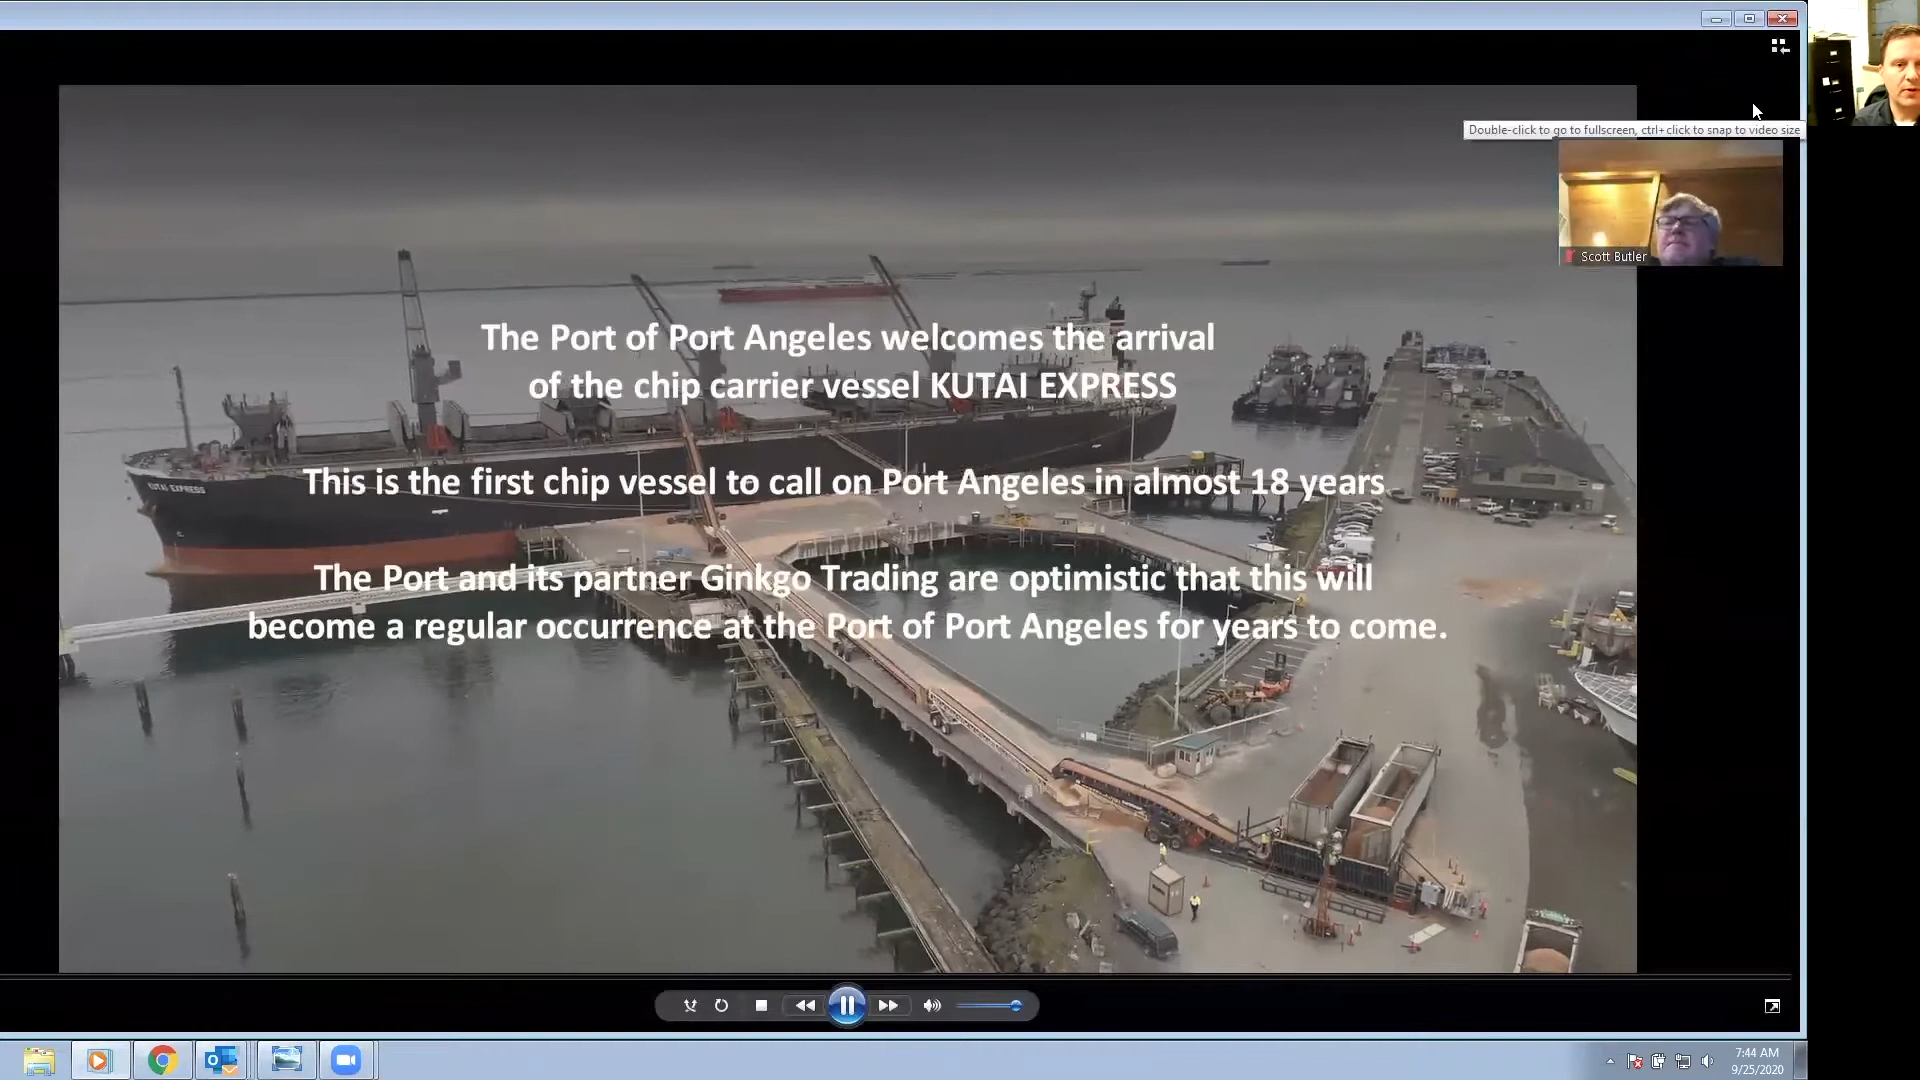 Double-click to go to fullscreen, ctrl+click to snap to video size
Scott Butler
The Port of Port Angeles welcomes the arrival
of the chip carrier vessel KUTAI EXPRESS
This is the first chip vessel to call on Port Angeles in almost 18 years
The Port and its partner Ginkgo Trading are optimistic that this will
become a regular occurrence at the Port of Port Angeles for years to come.
KUTAI EXPRESS
7:44 AM
9/25/2020